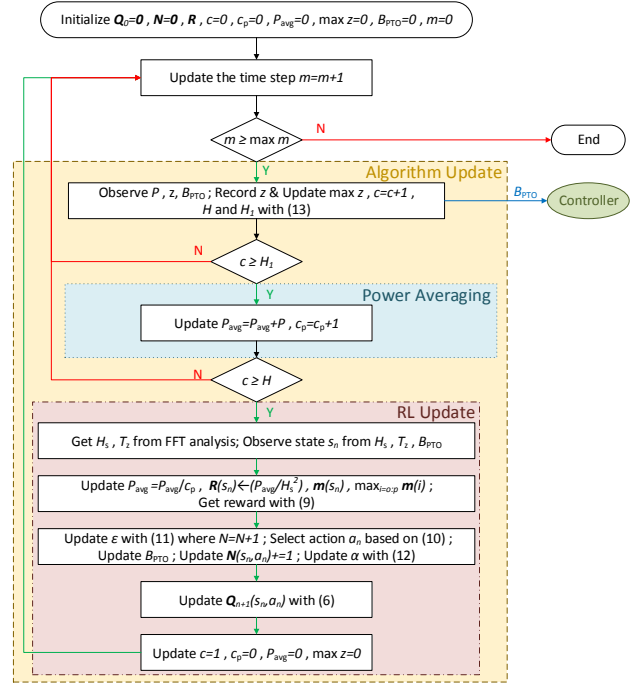 Initialize Q₀=0 , N=0 , R , c=0 , cₚ=0 , P_avg=0 , max z=0 , B_PTO=0 , m=0
Update the time step m=m+1
m ≥ max m
N
End
Y
Algorithm Update
Observe P , z, B_PTO ; Record z & Update max z , c=c+1 ,
H and H₁ with (13)
B_PTO
Controller
c ≥ H₁
N
Y
Power Averaging
Update P_avg=P_avg+P , cₚ=cₚ+1
c ≥ H
N
Y
RL Update
Get Hₛ , T_z from FFT analysis; Observe state sₙ from Hₛ , T_z , B_PTO
Update P_avg =P_avg/cₚ , R(sₙ)←(P_avg/Hₛ²) , m(sₙ) , max_{i=o:p} m(i) ;
Get reward with (9)
Update ε with (11) where N=N+1 ; Select action aₙ based on (10) ;
Update B_PTO ; Update N(sₙ,aₙ)+=1 ; Update α with (12)
Update Qₙ₊₁(sₙ,aₙ) with (6)
Update c=1 , cₚ=0 , P_avg=0 , max z=0